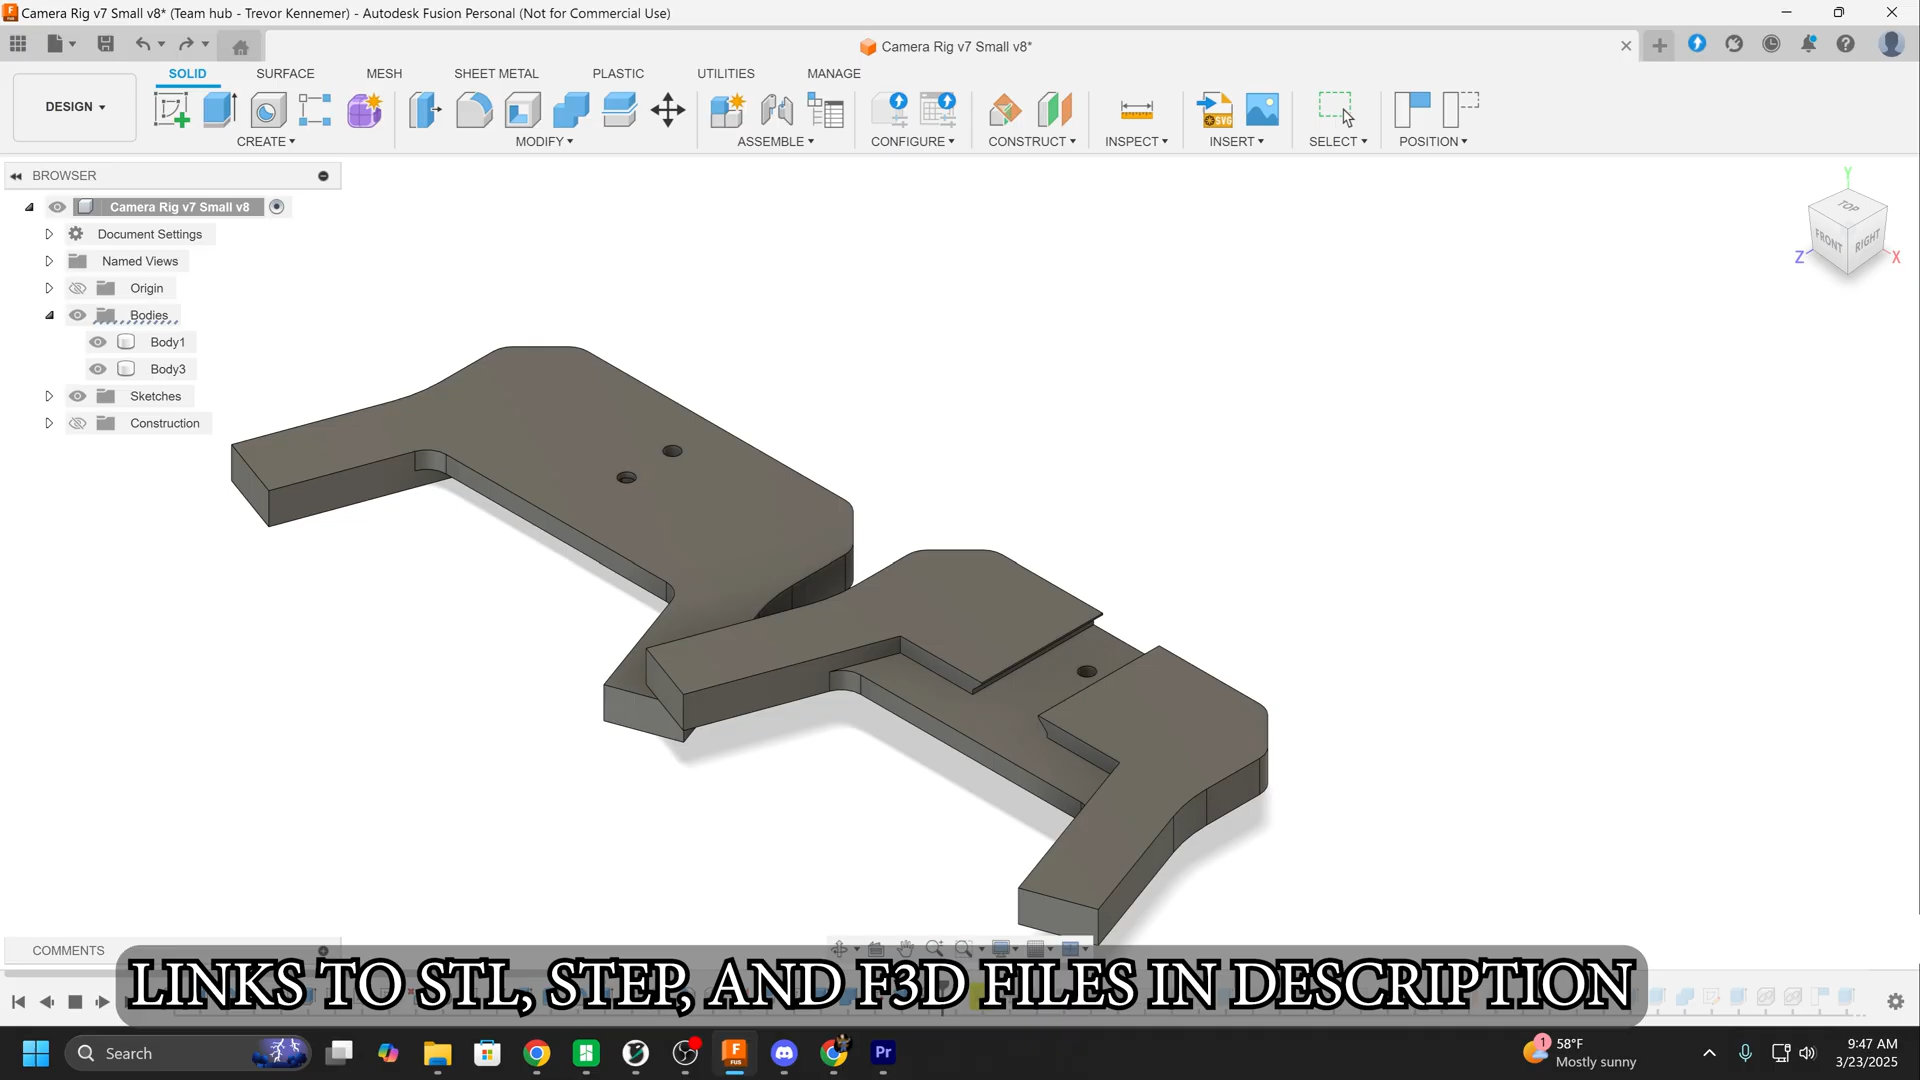 Camera Rig v7 Small v8* (Team hub - Trevor Kennemer) - Autodesk Fusion Personal (Not for Commercial Use)
Camera Rig v7 Small v8*
SOLID SURFACE MESH SHEET METAL PLASTIC UTILITIES MANAGE
DESIGN
SVG
CREATE MODIFY ASSEMBLE CONFIGURE CONSTRUCT INSPECT INSERT SELECT POSITION
BROWSER
Camera Rig v7 Small v8
Document Settings
Named Views
Origin
Bodies
Body1
Body3
Sketches
Construction
Y
TOP
FRONT RIGHT
Z X
COMMENTS
LINKS TO STL, STEP, AND F3D FILES IN DESCRIPTION
Search
F
FUS
Pr
1
58°F
Mostly sunny
9:47 AM
3/23/2025